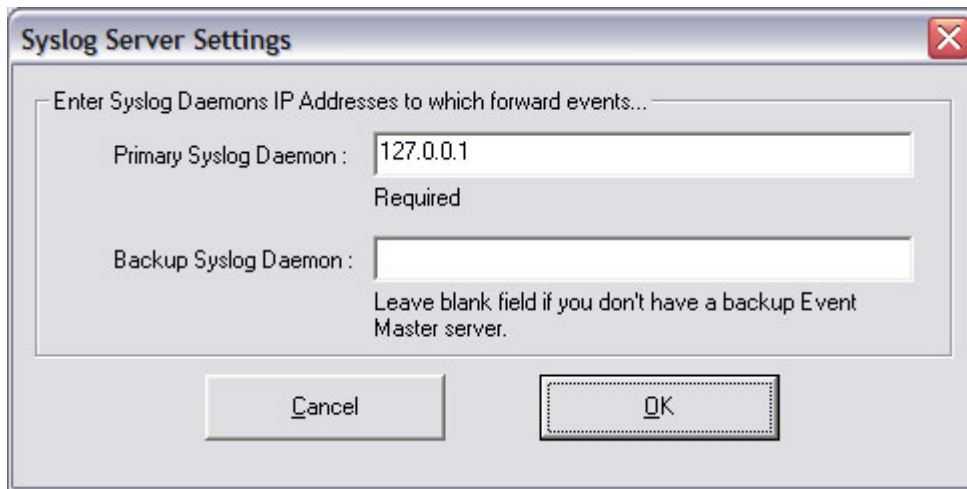 Syslog Server Settings
Enter Syslog Daemons IP Addresses to which forward events...
Primary Syslog Daemon : 127.0.0.1
Required
Backup Syslog Daemon :
Leave blank field if you don't have a backup Event
Master server.
Cancel OK